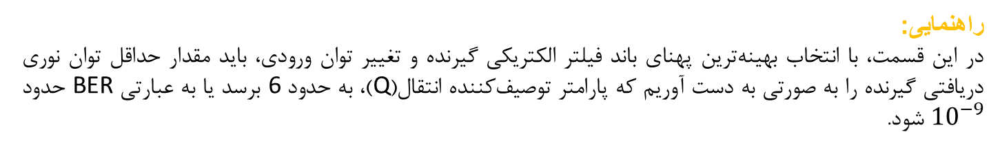 راهنمایی:
در این قسمت، با انتخاب بهینه‌ترین پهنای باند فیلتر الکتریکی گیرنده و تغییر توان ورودی، باید مقدار حداقل توان نوری
دریافتی گیرنده را به صورتی به دست آوریم که پارامتر توصیف‌کننده انتقال(Q)، به حدود 6 برسد یا به عبارتی BER حدود
10⁻⁹ شود.